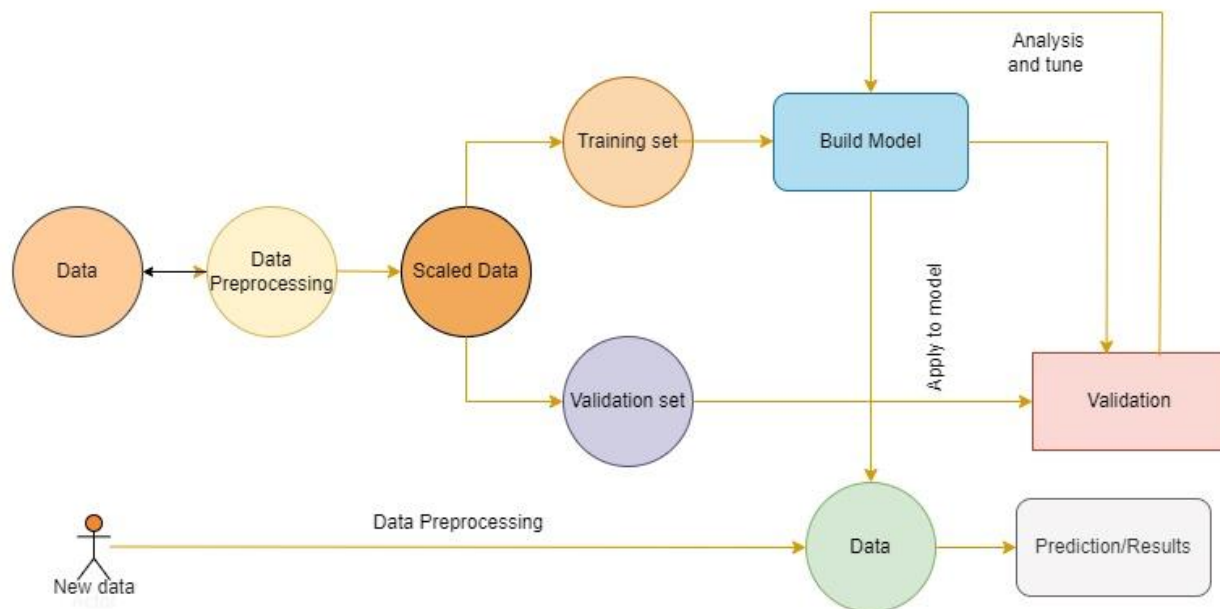 Analysis
and tune
Training set
Build Model
Data
Data
Preprocessing
Scaled Data
Apply to model
Validation set
Validation
Data Preprocessing
Data
Prediction/Results
New data